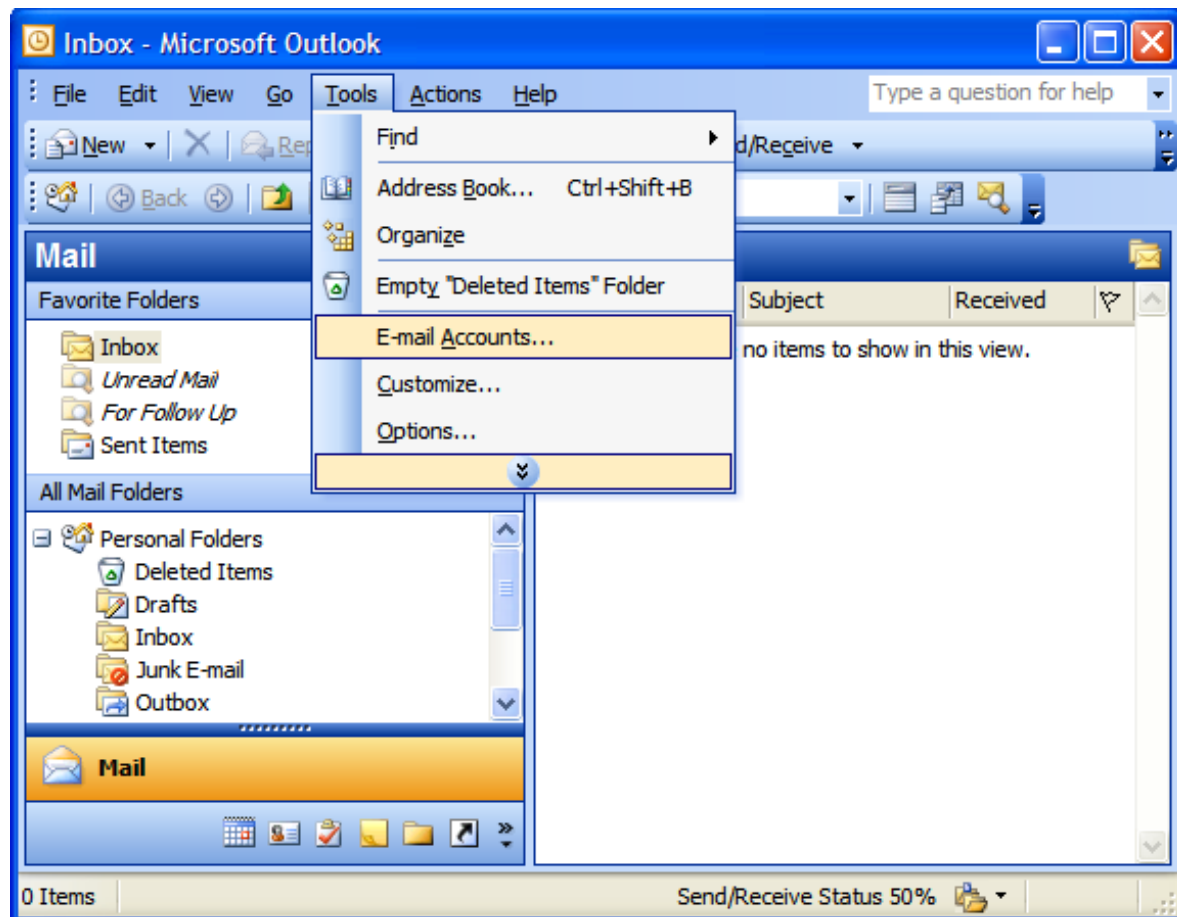 Inbox - Microsoft Outlook
File Edit View Go Tools Actions Help Type a question for help
New Rep d/Receive
Back
Find
Address Book... Ctrl+Shift+B
Organize
Empty "Deleted Items" Folder
E-mail Accounts...
Customize...
Options...
Mail
Favorite Folders
Inbox
Unread Mail
For Follow Up
Sent Items
All Mail Folders
Personal Folders
Deleted Items
Drafts
Inbox
Junk E-mail
Outbox
Mail
Subject Received
no items to show in this view.
0 Items Send/Receive Status 50%